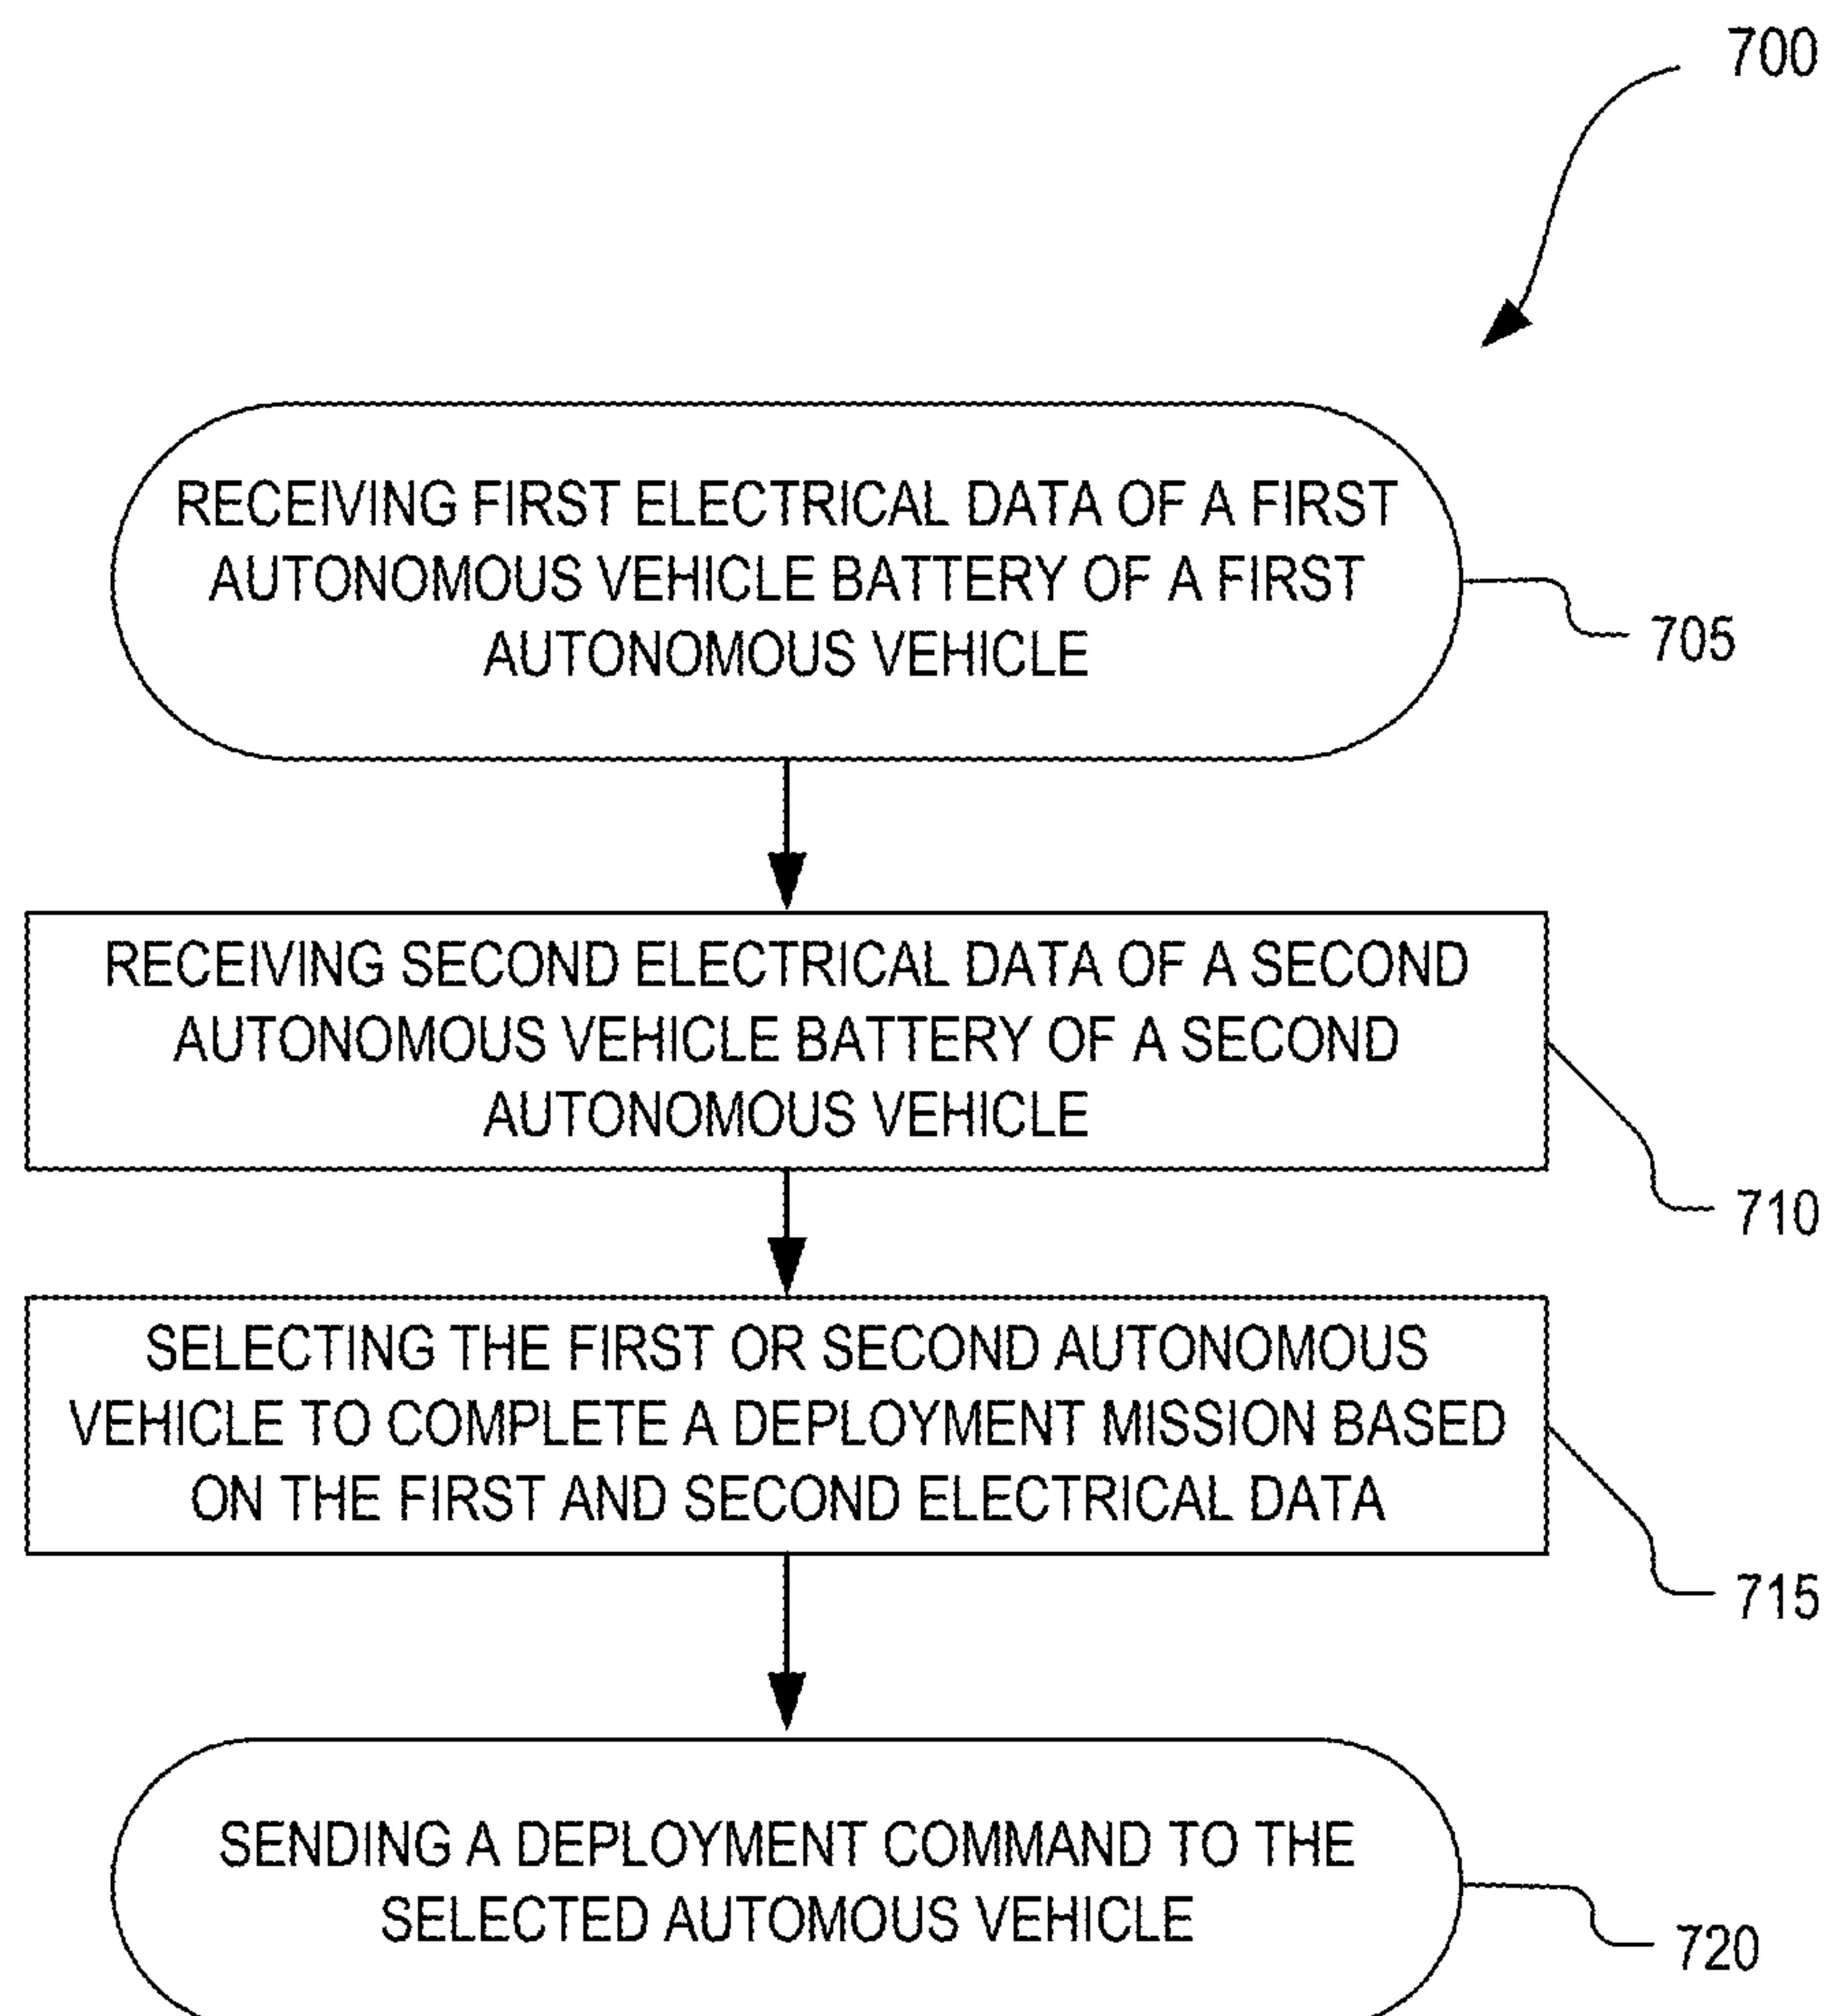 700
RECEIVING FIRST ELECTRICAL DATA OF A FIRST
AUTONOMOUS VEHICLE BATTERY OF A FIRST
AUTONOMOUS VEHICLE
705
RECEIVING SECOND ELECTRICAL DATA OF A SECOND
AUTONOMOUS VEHICLE BATTERY OF A SECOND
AUTONOMOUS VEHICLE
710
SELECTING THE FIRST OR SECOND AUTONOMOUS
VEHICLE TO COMPLETE A DEPLOYMENT MISSION BASED
ON THE FIRST AND SECOND ELECTRICAL DATA
715
SENDING A DEPLOYMENT COMMAND TO THE
SELECTED AUTOMOUS VEHICLE
720